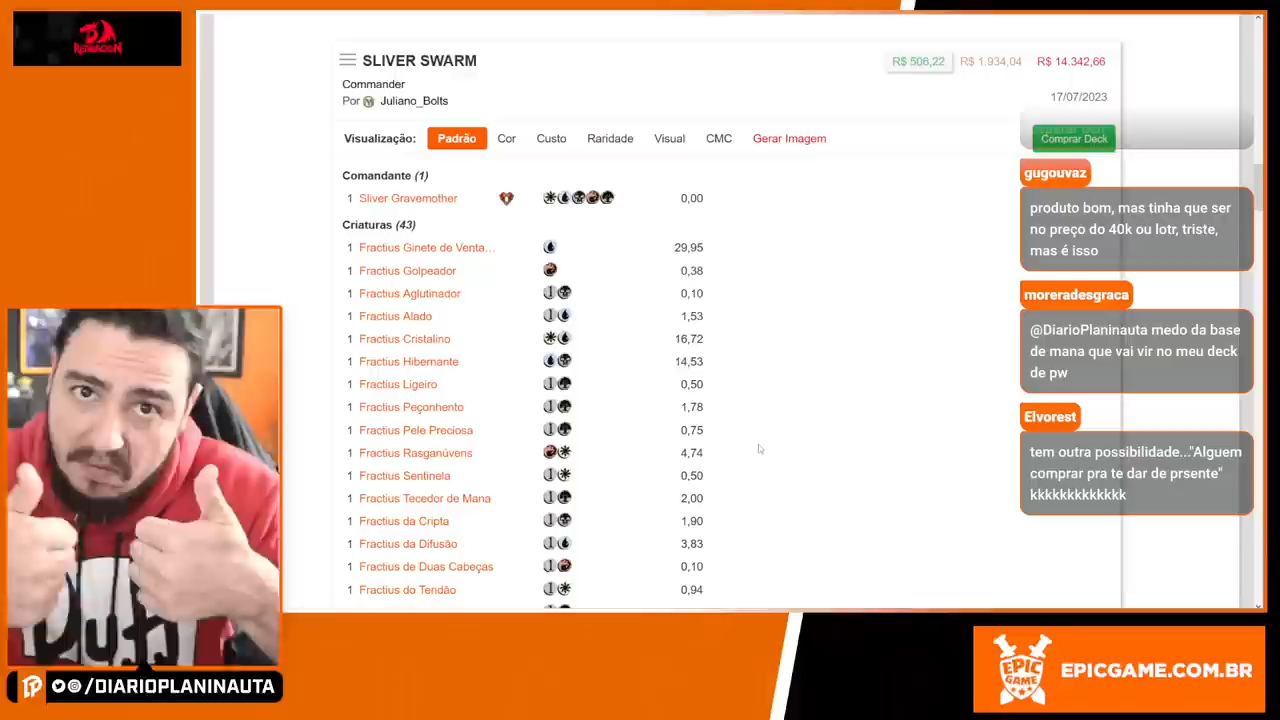 REDRAGON
SLIVER SWARM
R$ 506,22 R$ 1.934,04 R$ 14.342,66
Commander
Por Juliano_Bolts
17/07/2023
Visualização: Padrão Cor Custo Raridade Visual CMC Gerar Imagem
Comprar Deck
Comandante (1)
1 Sliver Gravemother 0,00
Criaturas (43)
1 Fractius Ginete de Venta... 29,95
1 Fractius Golpeador 0,38
1 Fractius Aglutinador 0,10
1 Fractius Alado 1,53
1 Fractius Cristalino 16,72
1 Fractius Hibernante 14,53
1 Fractius Ligeiro 0,50
1 Fractius Peçonhento 1,78
1 Fractius Pele Preciosa 0,75
1 Fractius Rasganúvens 4,74
1 Fractius Sentinela 0,50
1 Fractius Tecedor de Mana 2,00
1 Fractius da Cripta 1,90
1 Fractius da Difusão 3,83
1 Fractius de Duas Cabeças 0,10
1 Fractius do Tendão 0,94
gugouvaz
produto bom, mas tinha que ser
no preço do 40k ou lotr, triste,
mas é isso
moreradesgraca
@DiarioPlaninauta medo da base
de mana que vai vir no meu deck
de pw
Elvorest
tem outra possibilidade..."Alguem
comprar pra te dar de prsente"
kkkkkkkkkkkkk
/DIARIOPLANINAUTA
EPIC
GAME
EPICGAME.COM.BR